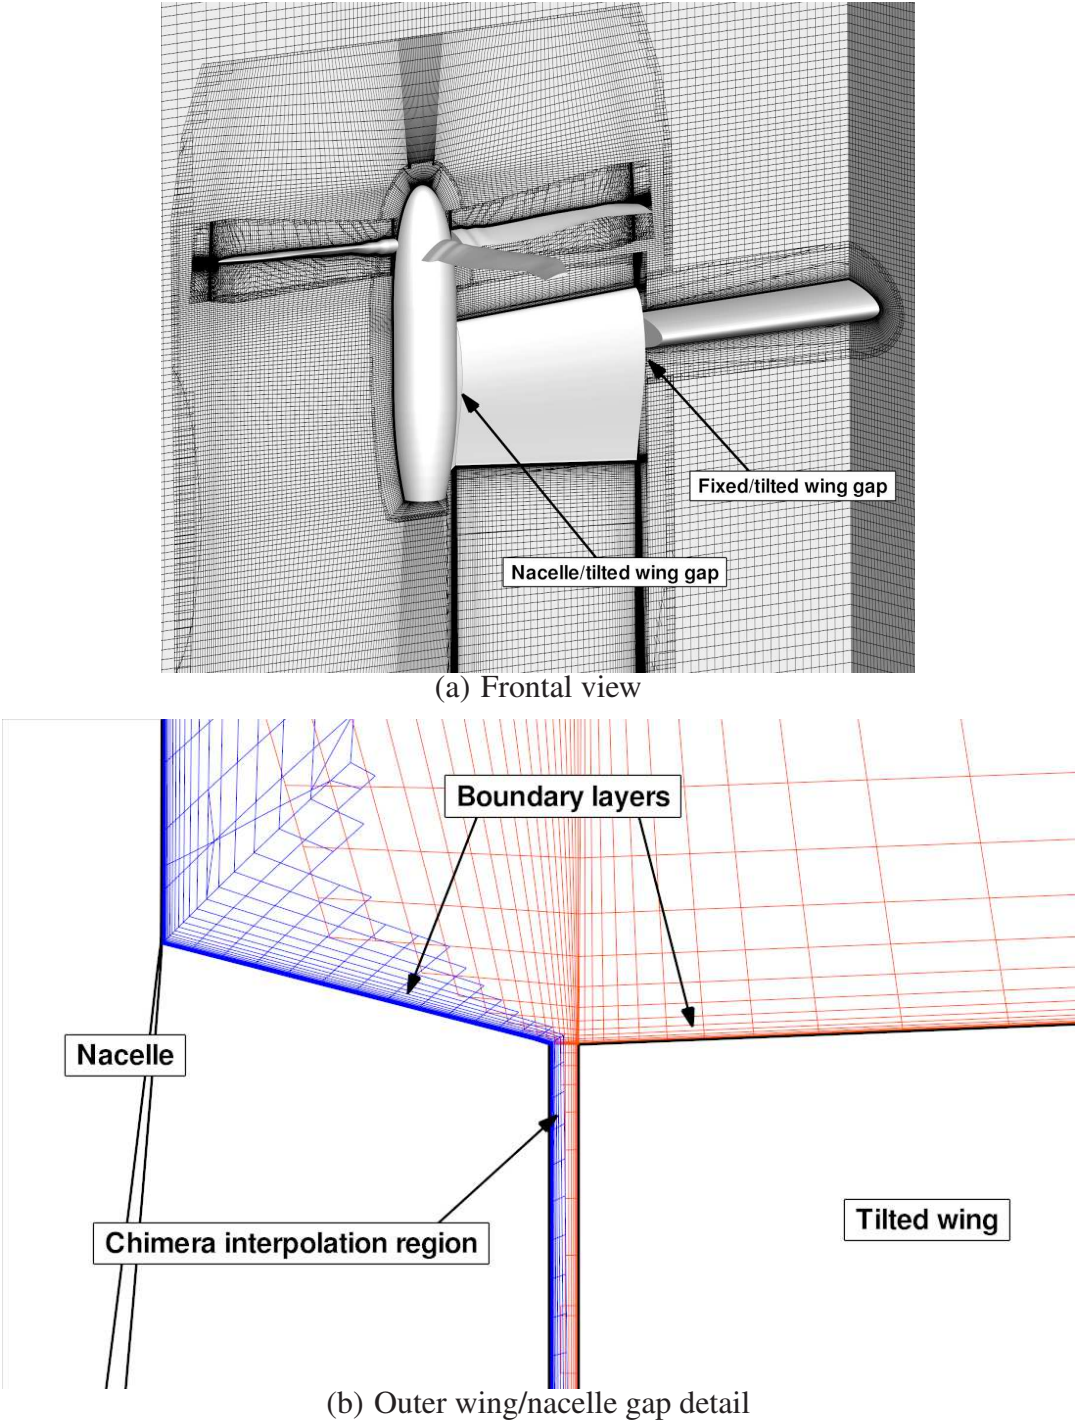 Fixed/tilted wing gap
Nacelle/tilted wing gap
(a) Frontal view
Boundary layers
Nacelle
Tilted wing
Chimera interpolation region
(b) Outer wing/nacelle gap detail